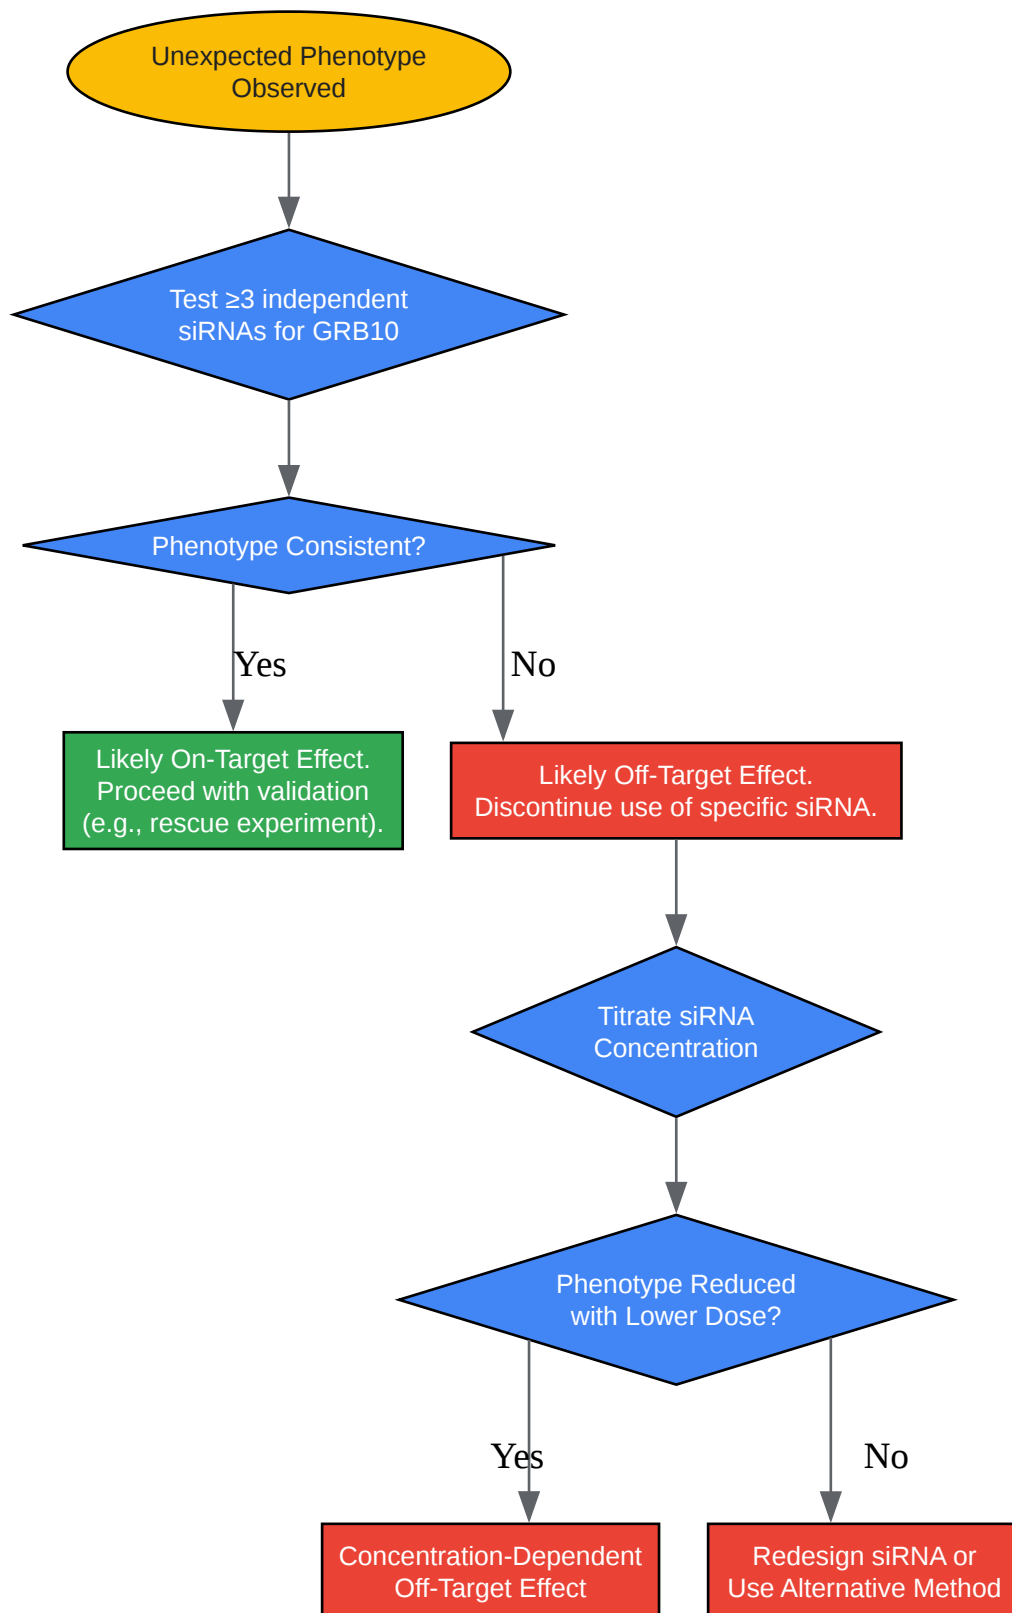 Unexpected Phenotype
Observed
Test ≥3 independent
siRNAs for GRB10
Phenotype Consistent?
Yes
No
Likely On-Target Effect.
Proceed with validation
(e.g., rescue experiment).
Likely Off-Target Effect.
Discontinue use of specific siRNA.
Titrate siRNA
Concentration
Phenotype Reduced
with Lower Dose?
Yes
No
Concentration-Dependent
Off-Target Effect
Redesign siRNA or
Use Alternative Method